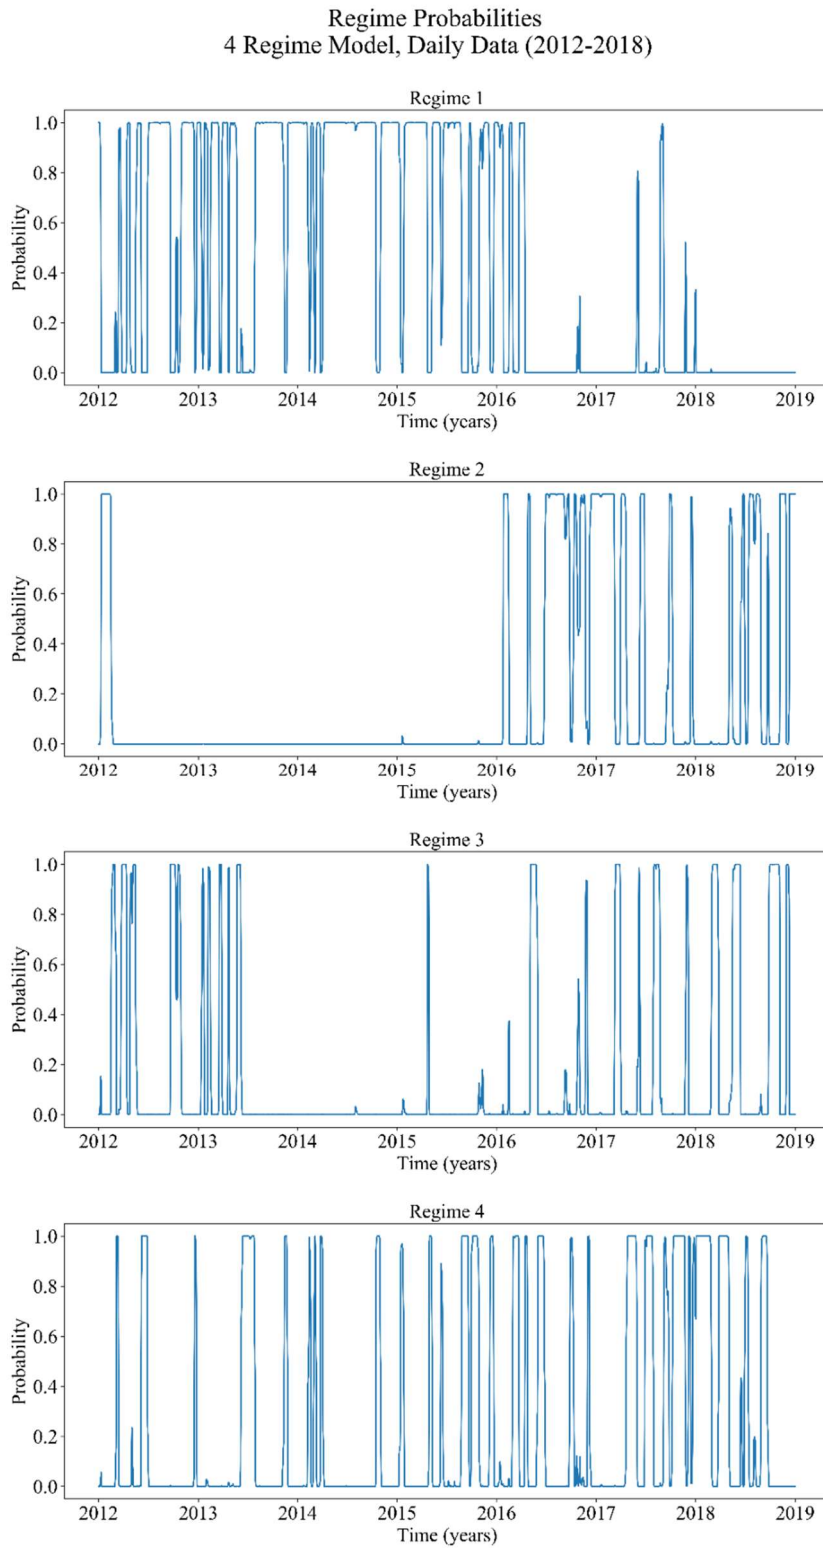 Regime Probabilities
4 Regime Model, Daily Data (2012-2018)
Regime 1
1.0
0.8
0.6
0.4
0.2
0.0
Probability
2012 2013 2014 2015 2016 2017 2018 2019
Time (years)
Regime 2
1.0
0.8
0.6
0.4
0.2
0.0
Probability
2012 2013 2014 2015 2016 2017 2018 2019
Time (years)
Regime 3
1.0
0.8
0.6
0.4
0.2
0.0
Probability
2012 2013 2014 2015 2016 2017 2018 2019
Time (years)
Regime 4
1.0
0.8
0.6
0.4
0.2
0.0
Probability
2012 2013 2014 2015 2016 2017 2018 2019
Time (years)